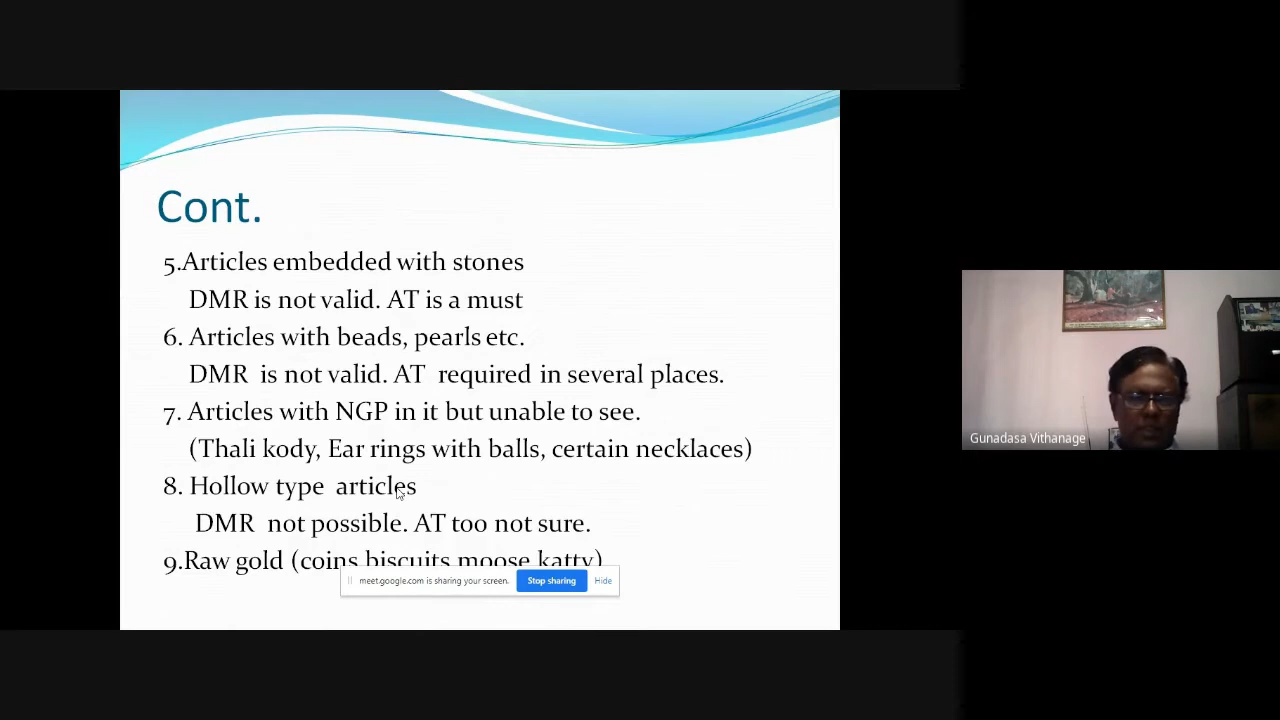 Cont.
5.Articles embedded with stones
DMR is not valid. AT is a must
6. Articles with beads, pearls etc.
DMR is not valid. AT required in several places.
7. Articles with NGP in it but unable to see.
(Thali kody, Ear rings with balls, certain necklaces)
8. Hollow type articles
DMR not possible. AT too not sure.
9.Raw gold (coins biscuits moose katty)
meet.google.com is sharing your screen. Stop sharing Hide
Gunadasa Vithanage